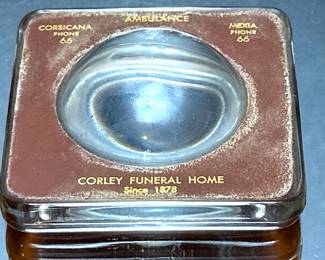 AMBULANCE
CORSICANA
PHONE
66
MEXIA
PHONE
66
CORLEY FUNERAL HOME
Since 1878